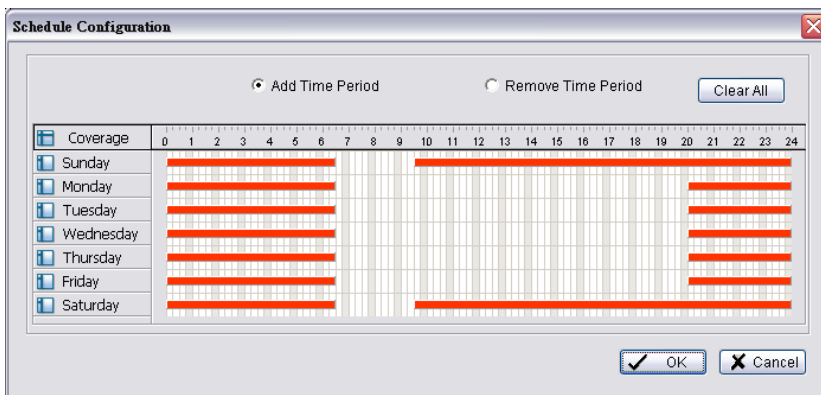 Schedule Configuration
Add Time Period Remove Time Period Clear All
Coverage 0 1 2 3 4 5 6 7 8 9 10 11 12 13 14 15 16 17 18 19 20 21 22 23 24
Sunday
Monday
Tuesday
Wednesday
Thursday
Friday
Saturday
OK Cancel